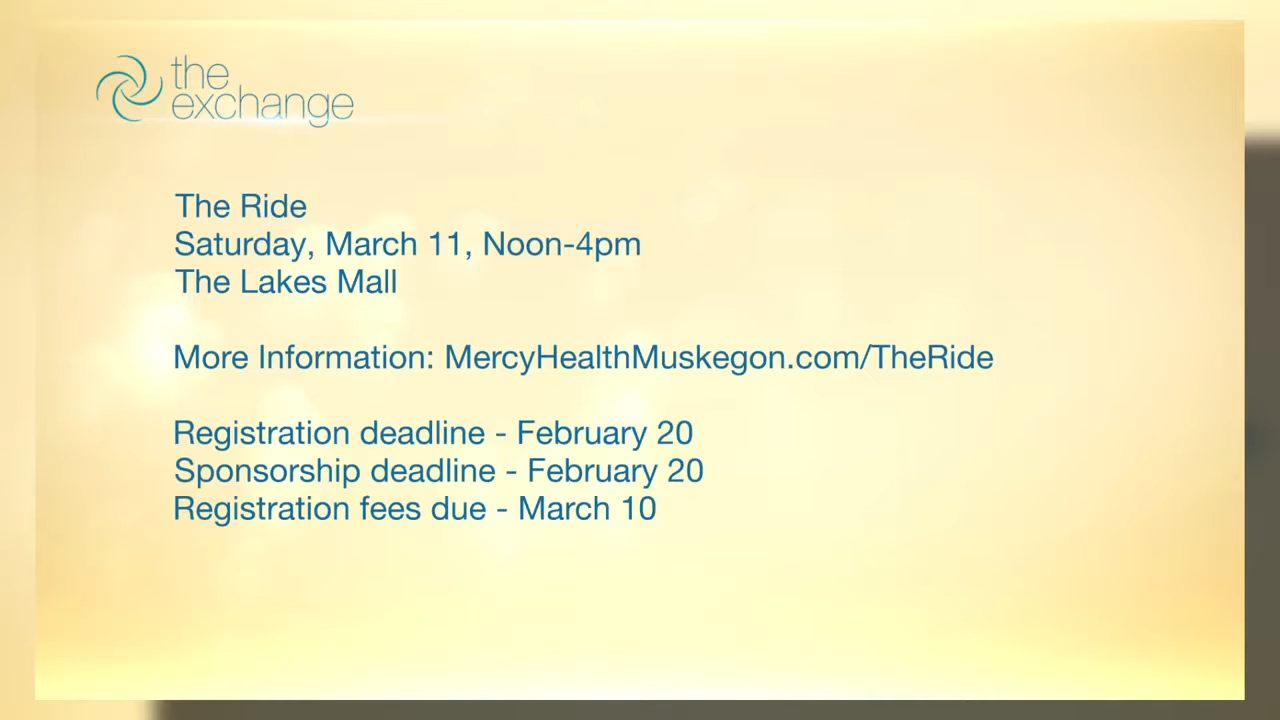 the
exchange
The Ride
Saturday, March 11, Noon-4pm
The Lakes Mall
More Information: MercyHealthMuskegon.com/TheRide
Registration deadline - February 20
Sponsorship deadline - February 20
Registration fees due - March 10